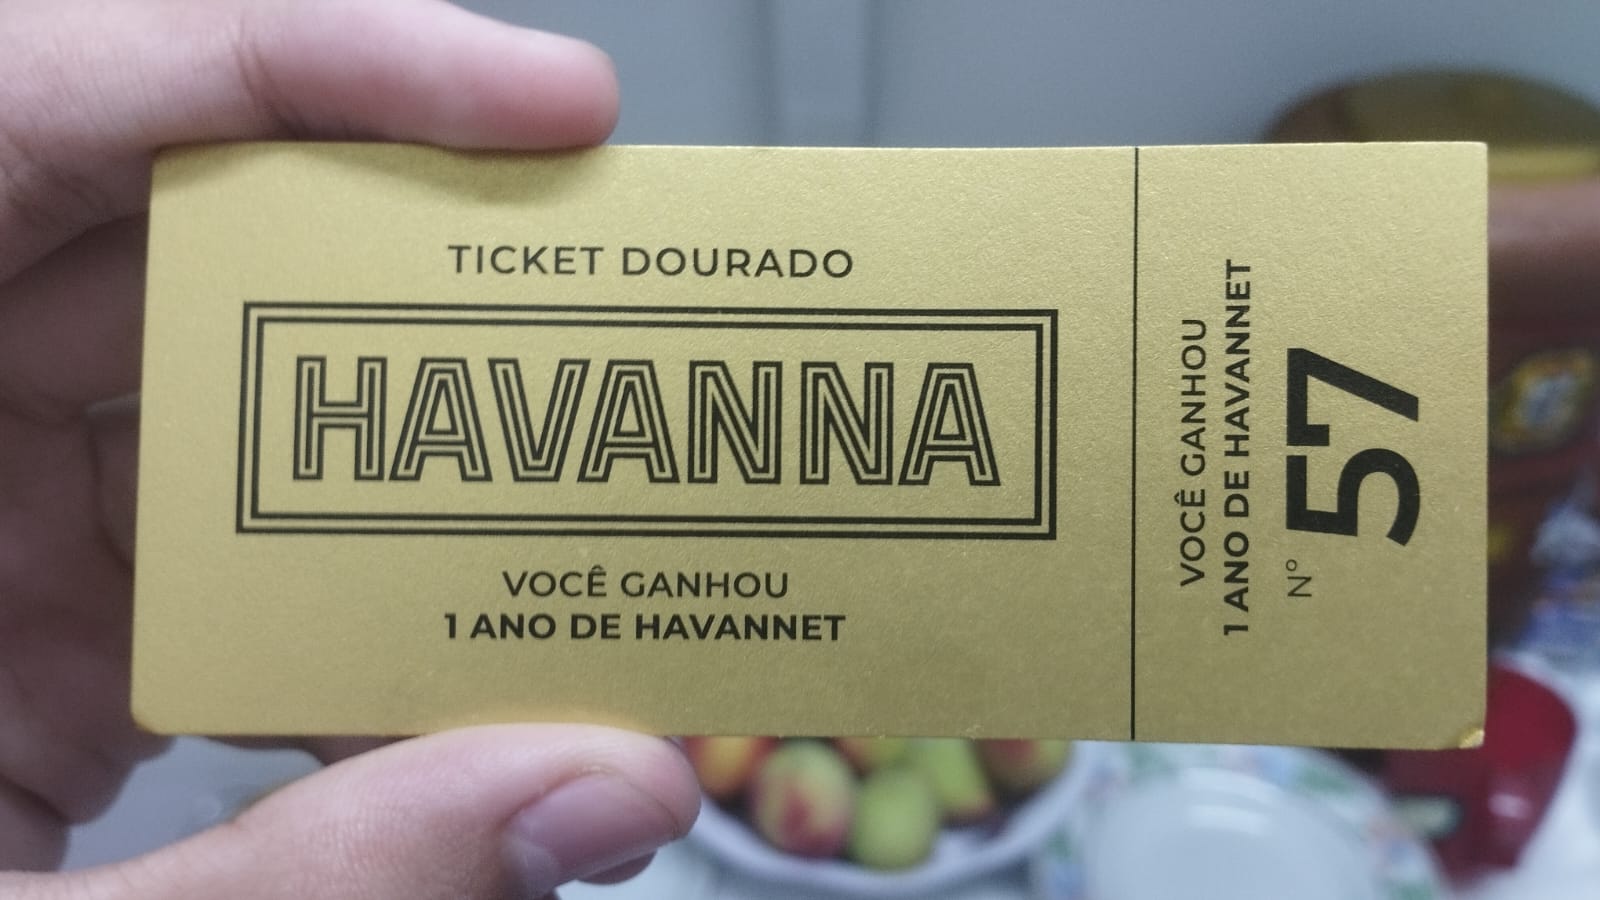 TICKET DOURADO
HAVANNA
VOCÊ GANHOU
1 ANO DE HAVANNET
VOCÊ GANHOU
1 ANO DE HAVANNET
Nº 57